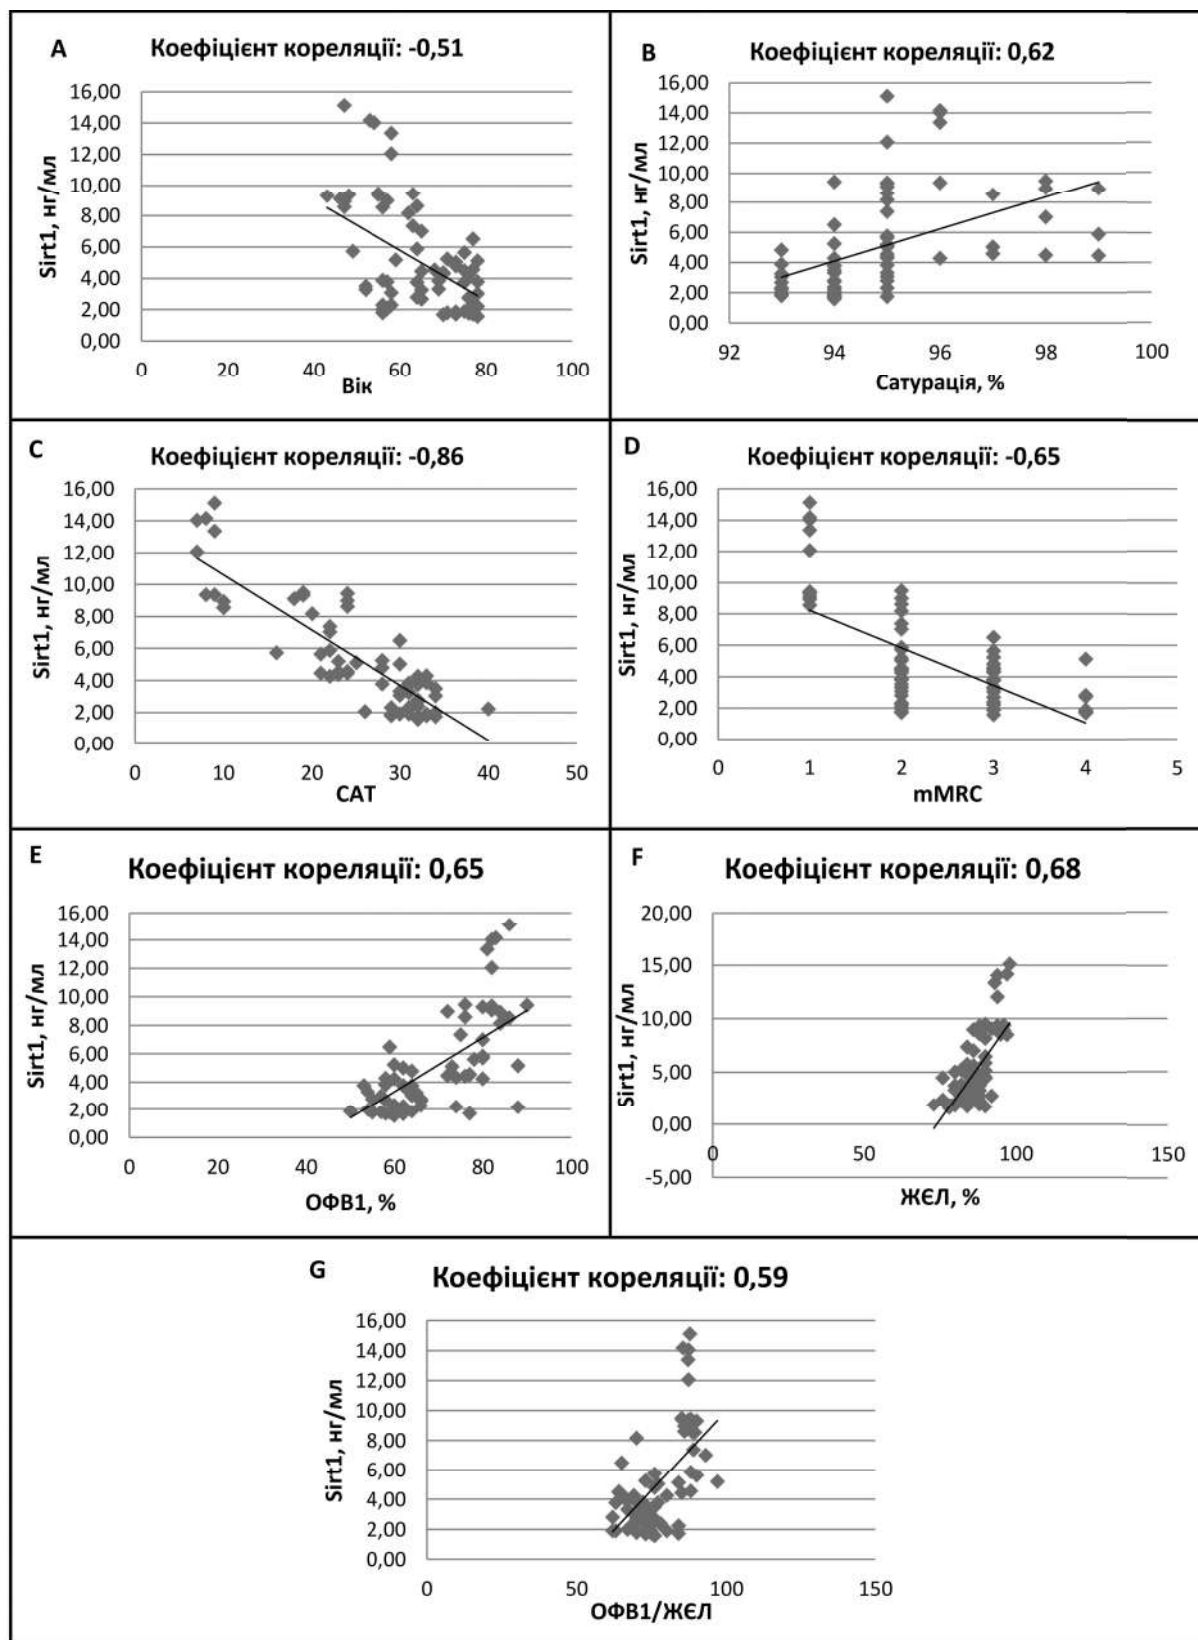 A
Коефіцієнт кореляції: -0,51
Sirt1, нг/мл
16,00
14,00
12,00
10,00
8,00
6,00
4,00
2,00
0,00
0 20 40 60 80 100
Вік
B
Коефіцієнт кореляції: 0,62
Sirt1, нг/мл
16,00
14,00
12,00
10,00
8,00
6,00
4,00
2,00
0,00
92 94 96 98 100
Сатурація, %
C
Коефіцієнт кореляції: -0,86
Sirt1, нг/мл
16,00
14,00
12,00
10,00
8,00
6,00
4,00
2,00
0,00
0 10 20 30 40 50
CAT
D
Коефіцієнт кореляції: -0,65
Sirt1, нг/мл
16,00
14,00
12,00
10,00
8,00
6,00
4,00
2,00
0,00
0 1 2 3 4 5
mMRC
E
Коефіцієнт кореляції: 0,65
Sirt1, нг/мл
16,00
14,00
12,00
10,00
8,00
6,00
4,00
2,00
0,00
0 20 40 60 80 100
ОФВ1, %
F
Коефіцієнт кореляції: 0,68
Sirt1, нг/мл
20,00
15,00
10,00
5,00
0,00
-5,00
0 50 100 150
ЖЄЛ, %
G
Коефіцієнт кореляції: 0,59
Sirt1, нг/мл
16,00
14,00
12,00
10,00
8,00
6,00
4,00
2,00
0,00
0 50 100 150
ОФВ1/ЖЄЛ